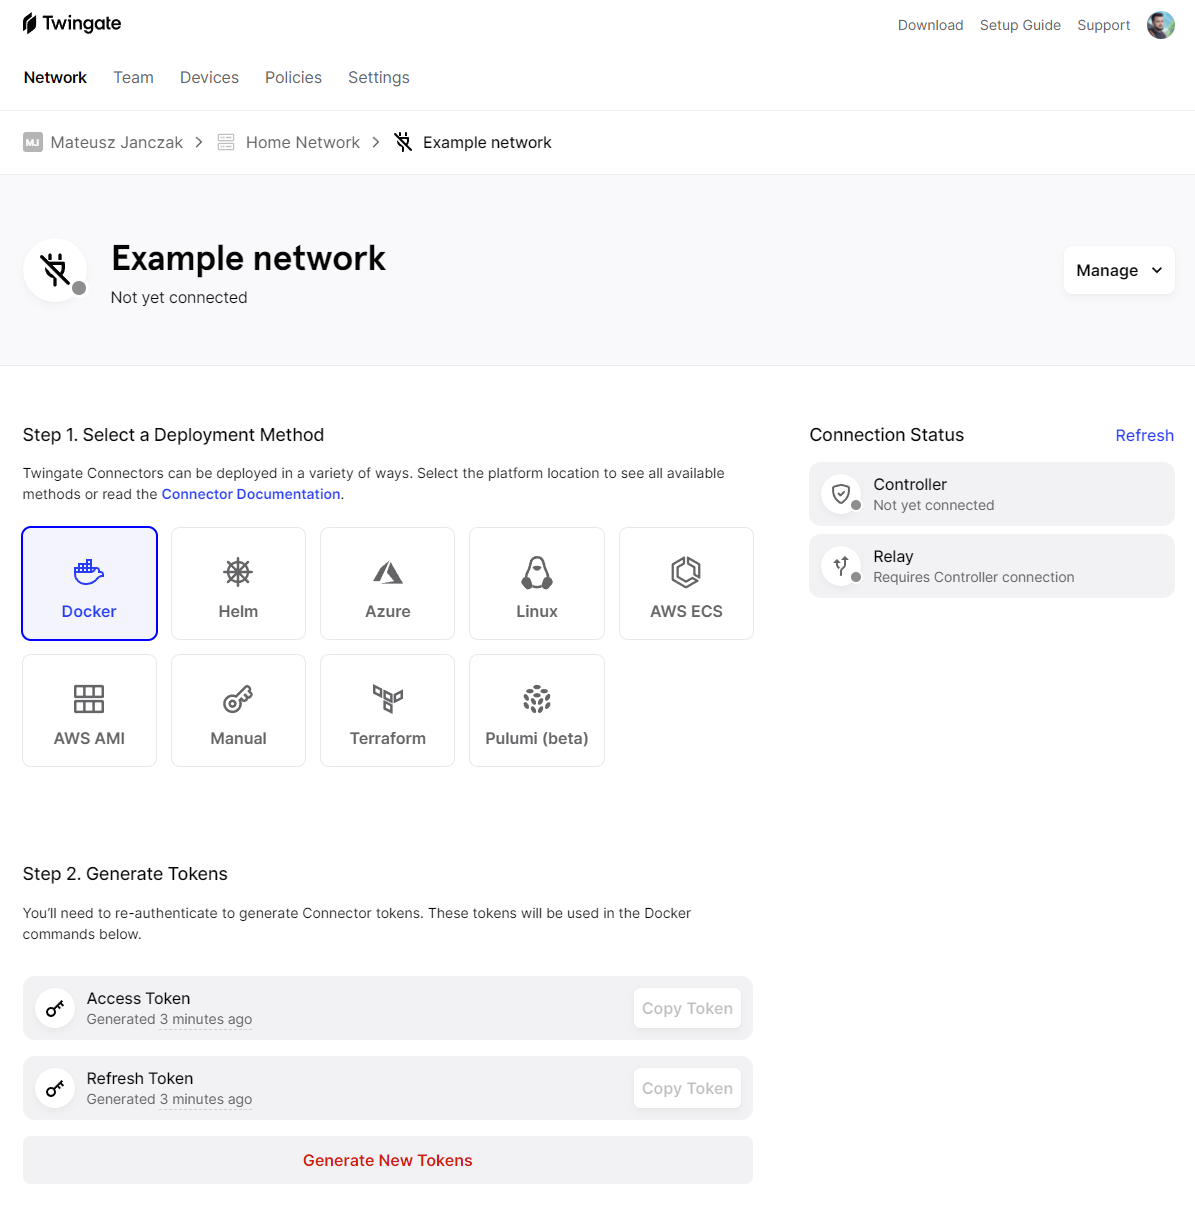 Twingate
Download Setup Guide Support
Network Team Devices Policies Settings
MJ Mateusz Janczak Home Network Example network
Example network
Not yet connected
Manage
Step 1. Select a Deployment Method
Twingate Connectors can be deployed in a variety of ways. Select the platform location to see all available
methods or read the Connector Documentation.
Docker Helm Azure Linux AWS ECS
AWS AMI Manual Terraform Pulumi (beta)
Connection Status Refresh
Controller
Not yet connected
Relay
Requires Controller connection
Step 2. Generate Tokens
You’ll need to re-authenticate to generate Connector tokens. These tokens will be used in the Docker
commands below.
Access Token
Generated 3 minutes ago
Copy Token
Refresh Token
Generated 3 minutes ago
Copy Token
Generate New Tokens